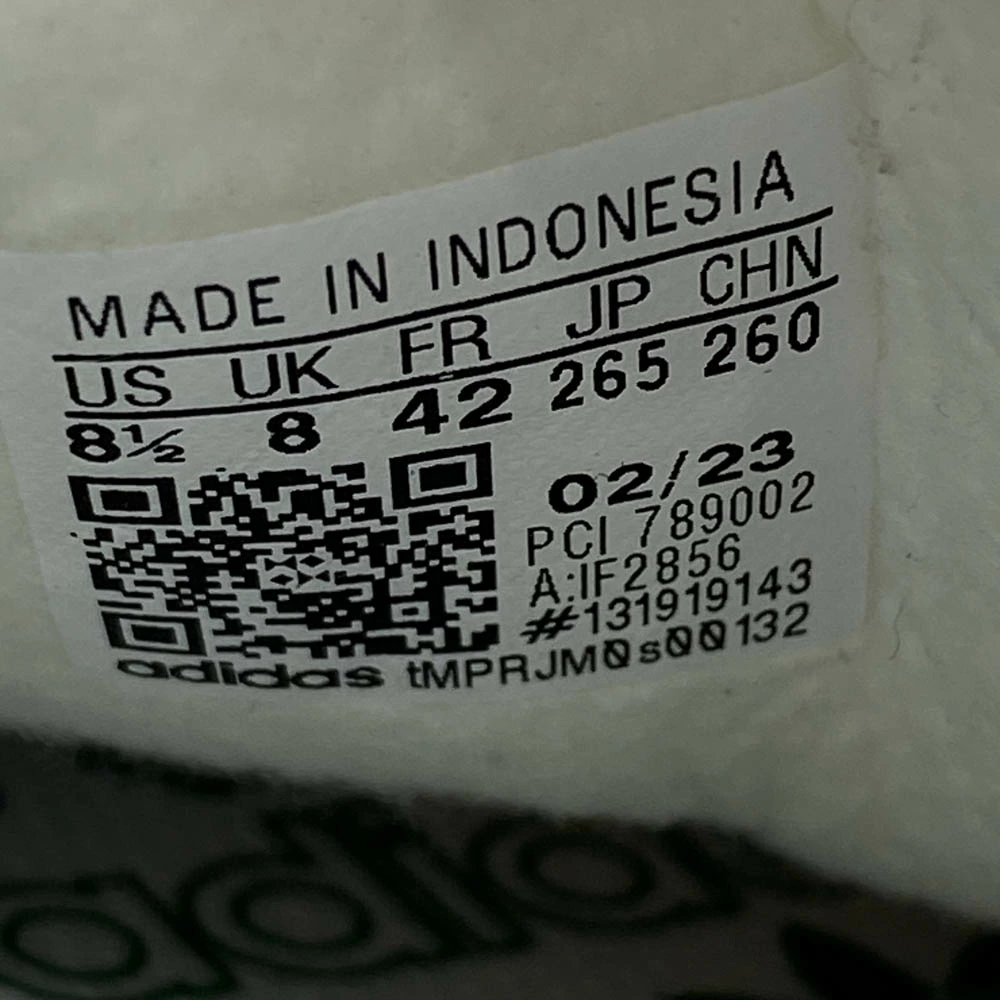 MADE IN INDONESIA
US UK FR JP CHN
8½ 8 42 265 260
02/23
PCI 789002
A:IF2856
#131919143
adidas tMPRJM0s00132
adidas